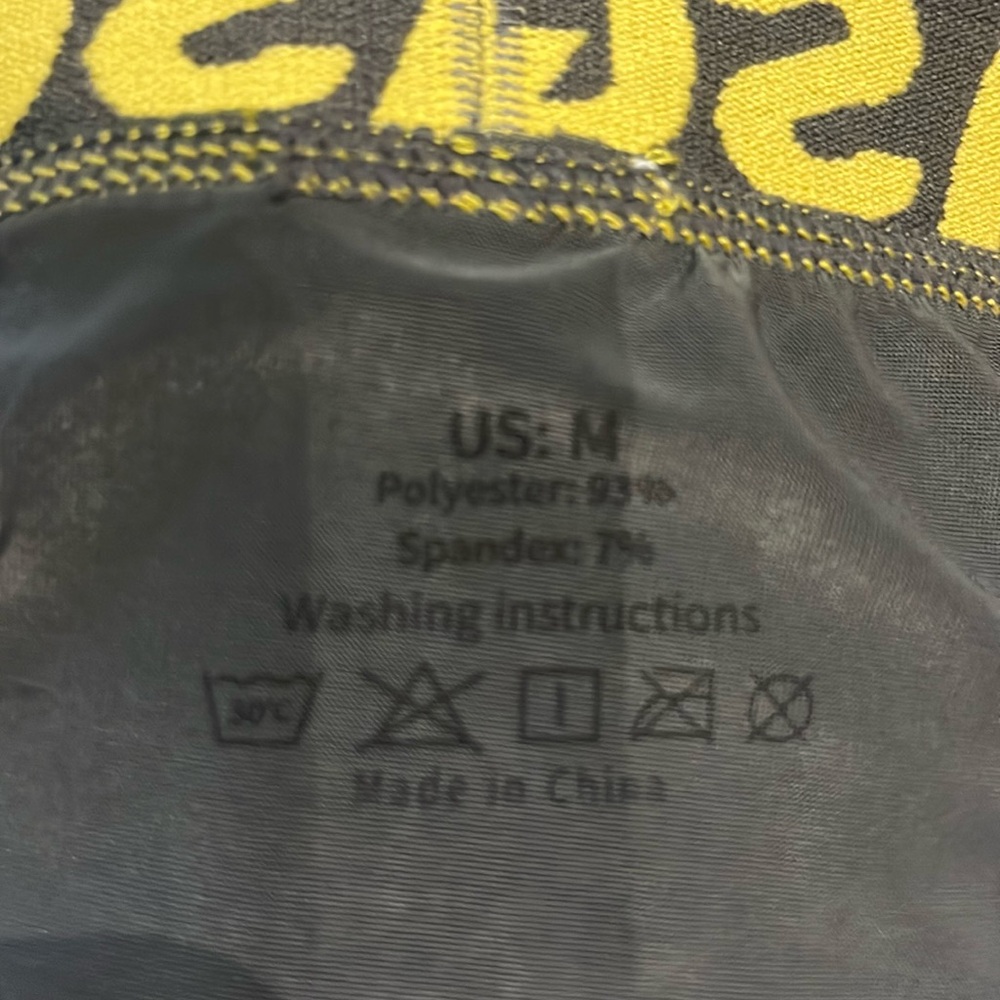 US: M
Polyester: 93%
Spandex: 7%
Washing instructions
30°C
Made in China